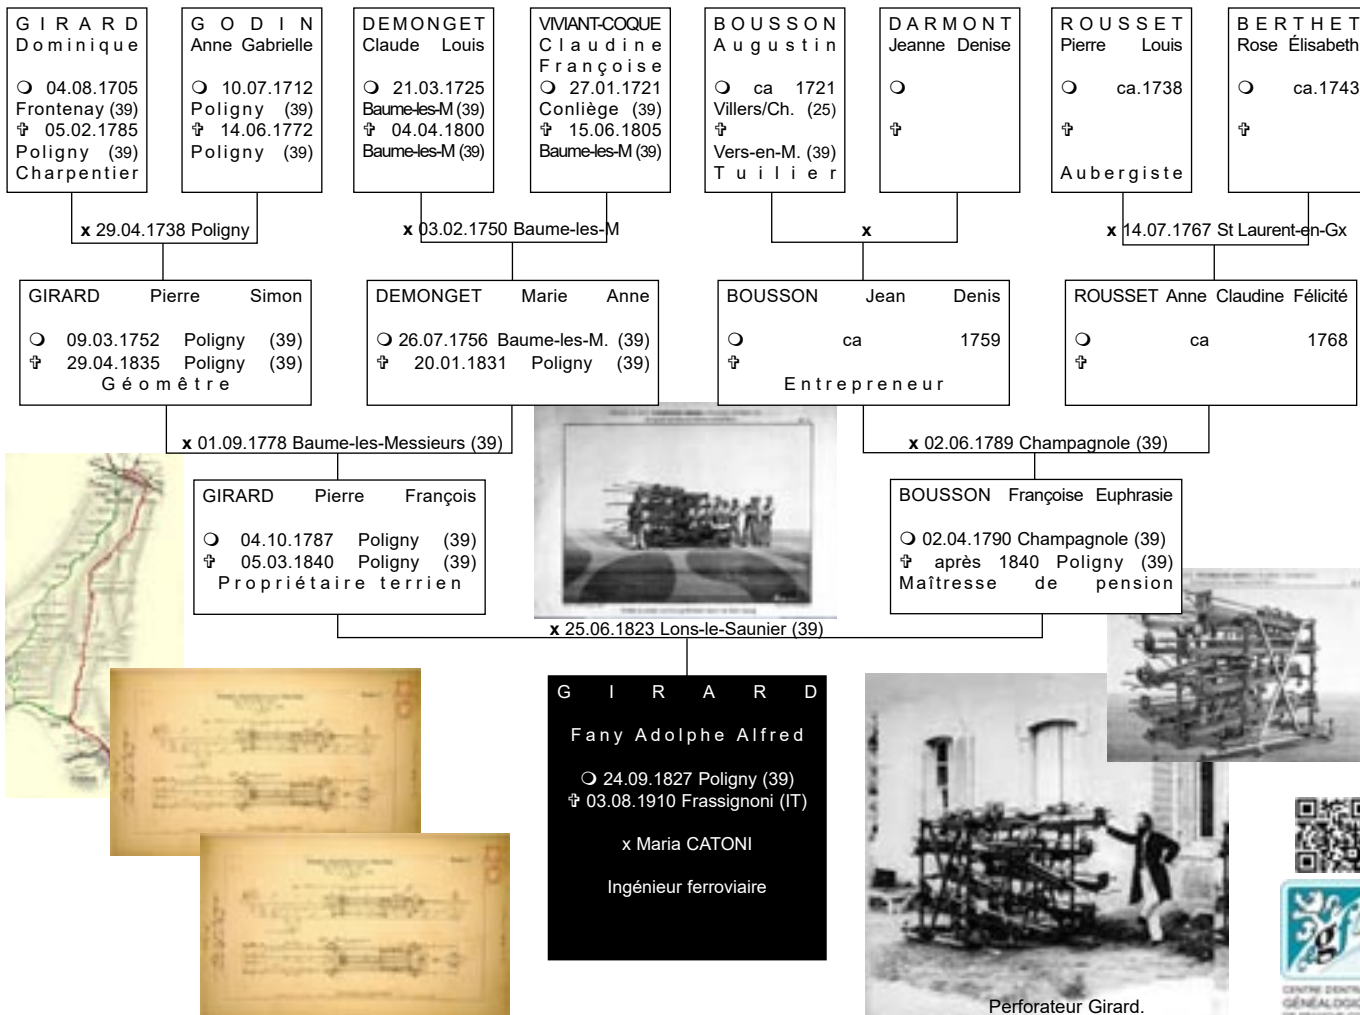 GIRARD
Dominique
❍ 04.08.1705
Frontenay (39)
✞ 05.02.1785
Poligny (39)
Charpentier
GODIN
Anne Gabrielle
❍ 10.07.1712
Poligny (39)
✞ 14.06.1772
Poligny (39)
DEMONGET
Claude Louis
❍ 21.03.1725
Baume-les-M (39)
✞ 04.04.1800
Baume-les-M (39)
VIVIANT-COQUE
Claudine
Françoise
❍ 27.01.1721
Conliège (39)
✞ 15.06.1805
Baume-les-M (39)
BOUSSON
Augustin
❍ ca 1721
Villers/Ch. (25)
✞
Vers-en-M. (39)
Tuilier
DARMONT
Jeanne Denise
❍
✞
ROUSSET
Pierre Louis
❍ ca.1738
✞
Aubergiste
BERTHET
Rose Élisabeth
❍ ca.1743
✞
x 29.04.1738 Poligny
x 03.02.1750 Baume-les-M
x
x 14.07.1767 St Laurent-en-Gx
GIRARD Pierre Simon
❍ 09.03.1752 Poligny (39)
✞ 29.04.1835 Poligny (39)
Géomêtre
DEMONGET Marie Anne
❍ 26.07.1756 Baume-les-M. (39)
✞ 20.01.1831 Poligny (39)
BOUSSON Jean Denis
❍ ca 1759
✞
Entrepreneur
ROUSSET Anne Claudine Félicité
❍ ca 1768
✞
x 01.09.1778 Baume-les-Messieurs (39)
x 02.06.1789 Champagnole (39)
GIRARD Pierre François
❍ 04.10.1787 Poligny (39)
✞ 05.03.1840 Poligny (39)
Propriétaire terrien
BOUSSON Françoise Euphrasie
❍ 02.04.1790 Champagnole (39)
✞ après 1840 Poligny (39)
Maîtresse de pension
x 25.06.1823 Lons-le-Saunier (39)
GIRARD
Fany Adolphe Alfred
❍ 24.09.1827 Poligny (39)
✞ 03.08.1910 Frassignoni (IT)
x Maria CATONI
Ingénieur ferroviaire
Perforateur Girard.